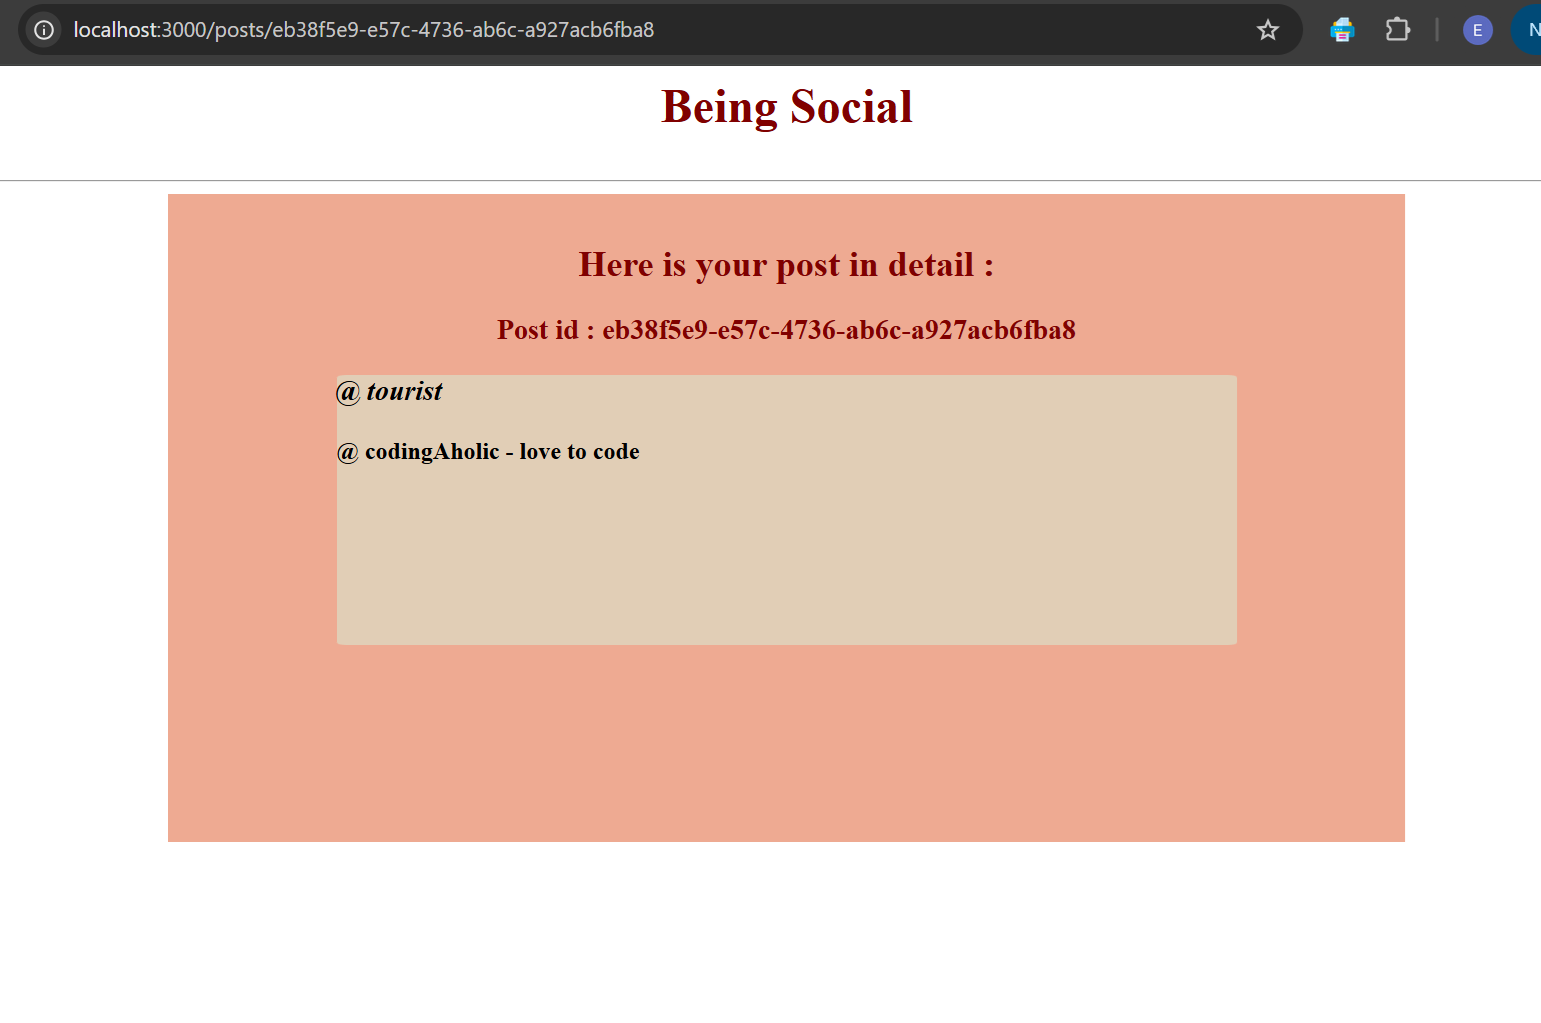 localhost:3000/posts/eb38f5e9-e57c-4736-ab6c-a927acb6fba8
E
N
Being Social
Here is your post in detail :
Post id : eb38f5e9-e57c-4736-ab6c-a927acb6fba8
@ tourist
@ codingAholic - love to code